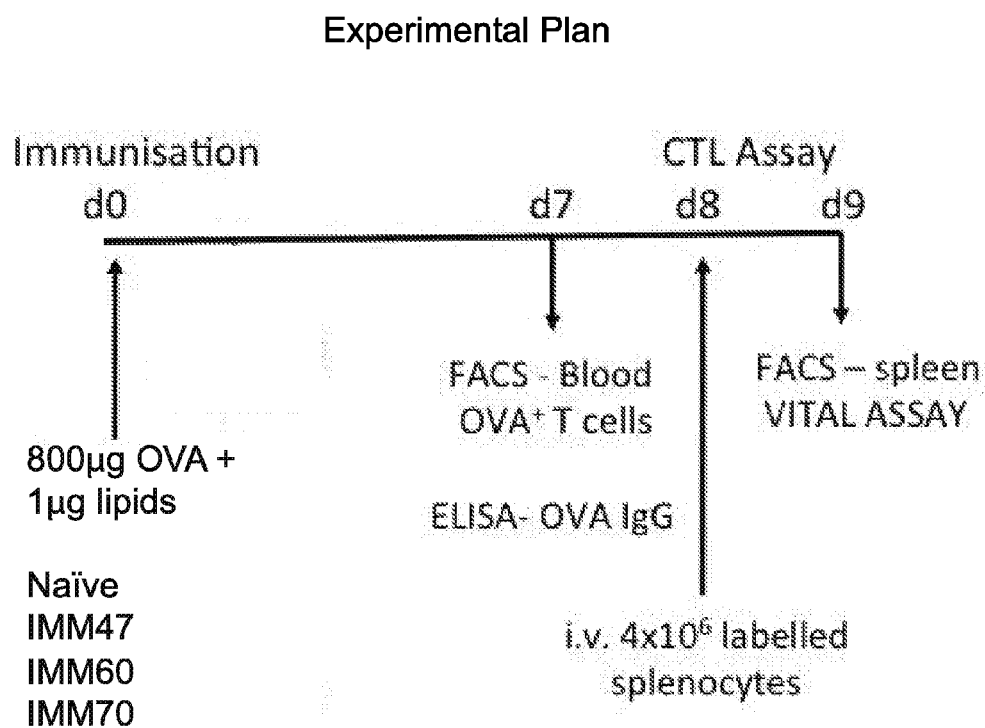 Experimental Plan
Immunisation
CTL Assay
d0
d7
d8
d9
FACS - Blood
OVA⁺ T cells
FACS – spleen
VITAL ASSAY
800µg OVA +
1µg lipids
ELISA- OVA IgG
Naïve
IMM47
IMM60
IMM70
i.v. 4x10⁶ labelled
splenocytes